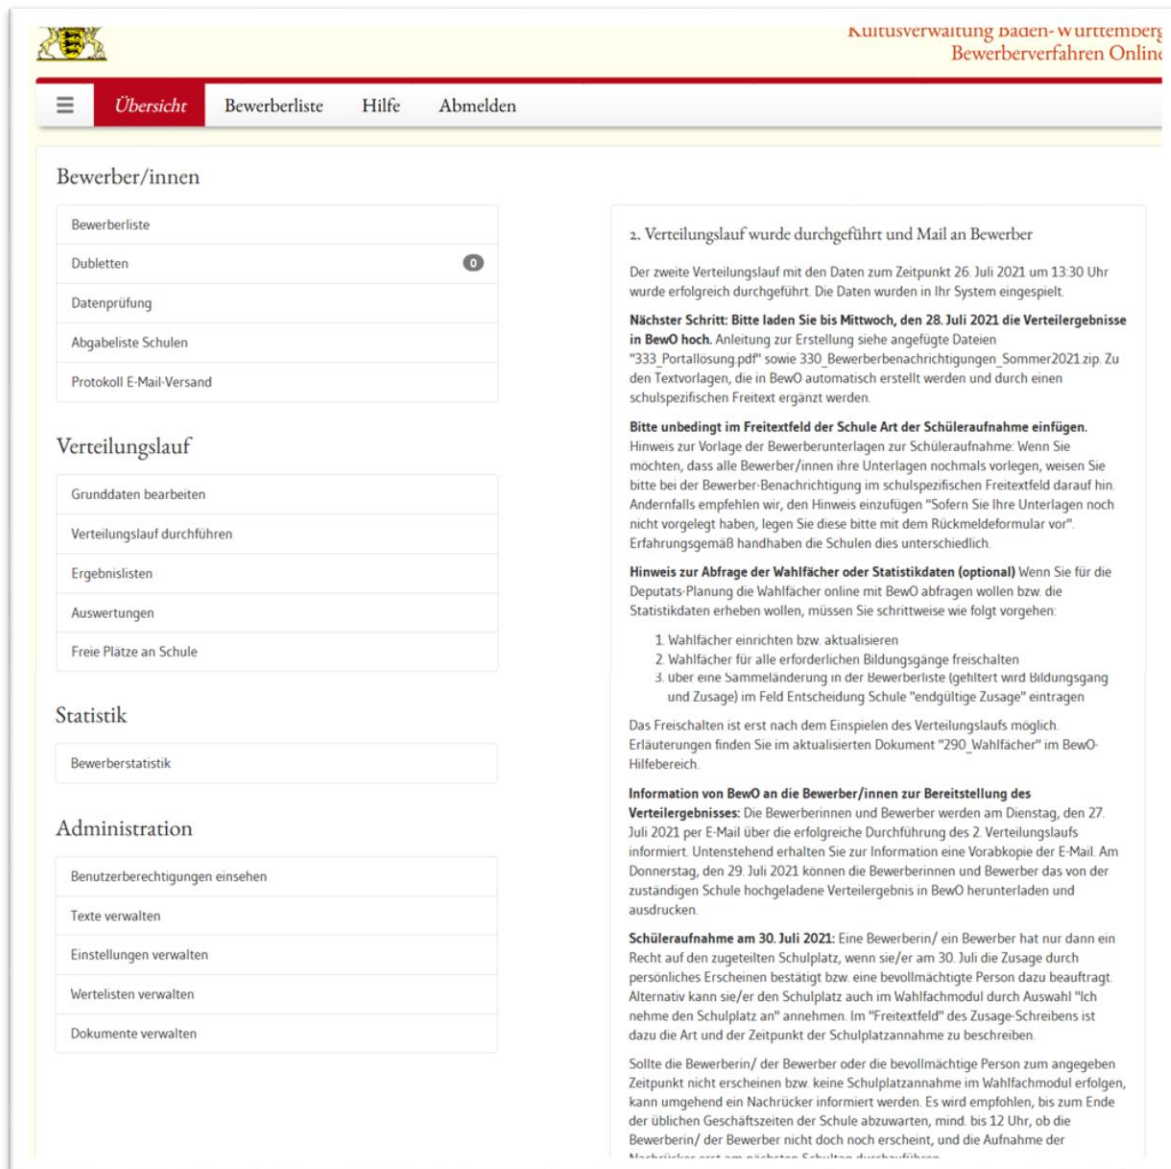 Kultusverwaltung Baden-Württemberg
Bewerberverfahren Online
Übersicht Bewerberliste Hilfe Abmelden
Bewerber/innen
Bewerberliste
Dubletten 0
Datenprüfung
Abgabeliste Schulen
Protokoll E-Mail-Versand
Verteilungslauf
Grunddaten bearbeiten
Verteilungslauf durchführen
Ergebnislisten
Auswertungen
Freie Plätze an Schule
Statistik
Bewerberstatistik
Administration
Benutzerberechtigungen einsehen
Texte verwalten
Einstellungen verwalten
Wertelisten verwalten
Dokumente verwalten
2. Verteilungslauf wurde durchgeführt und Mail an Bewerber
Der zweite Verteilungslauf mit den Daten zum Zeitpunkt 26. Juli 2021 um 13:30 Uhr
wurde erfolgreich durchgeführt. Die Daten wurden in Ihr System eingespielt.
Nächster Schritt: Bitte laden Sie bis Mittwoch, den 28. Juli 2021 die Verteilergebnisse
in BewO hoch. Anleitung zur Erstellung siehe angefügte Dateien
"333_Portallösung.pdf" sowie 330_Bewerberbenachrichtigungen_Sommer2021.zip. Zu
den Textvorlagen, die in BewO automatisch erstellt werden und durch einen
schulspezifischen Freitext ergänzt werden.
Bitte unbedingt im Freitextfeld der Schule Art der Schüleraufnahme einfügen.
Hinweis zur Vorlage der Bewerberunterlagen zur Schüleraufnahme: Wenn Sie
möchten, dass alle Bewerber/innen ihre Unterlagen nochmals vorlegen, weisen Sie
bitte bei der Bewerber-Benachrichtigung im schulspezifischen Freitextfeld darauf hin.
Andernfalls empfehlen wir, den Hinweis einzufügen "Sofern Sie Ihre Unterlagen noch
nicht vorgelegt haben, legen Sie diese bitte mit dem Rückmeldeformular vor".
Erfahrungsgemäß handhaben die Schulen dies unterschiedlich.
Hinweis zur Abfrage der Wahlfächer oder Statistikdaten (optional) Wenn Sie für die
Deputats-Planung die Wahlfächer online mit BewO abfragen wollen bzw. die
Statistikdaten erheben wollen, müssen Sie schrittweise wie folgt vorgehen:
1. Wahlfächer einrichten bzw. aktualisieren
2. Wahlfächer für alle erforderlichen Bildungsgänge freischalten
3. über eine Sammeländerung in der Bewerberliste (gefiltert wird Bildungsgang
und Zusage) im Feld Entscheidung Schule "endgültige Zusage" eintragen
Das Freischalten ist erst nach dem Einspielen des Verteilungslaufs möglich.
Erläuterungen finden Sie im aktualisierten Dokument "290_Wahlfächer" im BewO-
Hilfebereich.
Information von BewO an die Bewerber/innen zur Bereitstellung des
Verteilergebnisses: Die Bewerberinnen und Bewerber werden am Dienstag, den 27.
Juli 2021 per E-Mail über die erfolgreiche Durchführung des 2. Verteilungslaufs
informiert. Untenstehend erhalten Sie zur Information eine Vorabkopie der E-Mail. Am
Donnerstag, den 29. Juli 2021 können die Bewerberinnen und Bewerber das von der
zuständigen Schule hochgeladene Verteilergebnis in BewO herunterladen und
ausdrucken.
Schüleraufnahme am 30. Juli 2021: Eine Bewerberin/ ein Bewerber hat nur dann ein
Recht auf den zugeteilten Schulplatz, wenn sie/er am 30. Juli die Zusage durch
persönliches Erscheinen bestätigt bzw. eine bevollmächtigte Person dazu beauftragt.
Alternativ kann sie/er den Schulplatz auch im Wahlfachmodul durch Auswahl "Ich
nehme den Schulplatz an" annehmen. Im "Freitextfeld" des Zusage-Schreibens ist
dazu die Art und der Zeitpunkt der Schulplatzannahme zu beschreiben.
Sollte die Bewerberin/ der Bewerber oder die bevollmächtige Person zum angegeben
Zeitpunkt nicht erscheinen bzw. keine Schulplatzannahme im Wahlfachmodul erfolgen,
kann umgehend ein Nachrücker informiert werden. Es wird empfohlen, bis zum Ende
der üblichen Geschäftszeiten der Schule abzuwarten, mind. bis 12 Uhr, ob die
Bewerberin/ der Bewerber nicht doch noch erscheint, und die Aufnahme der
Nachrücker erst am nächsten Schultag durchzuführen.